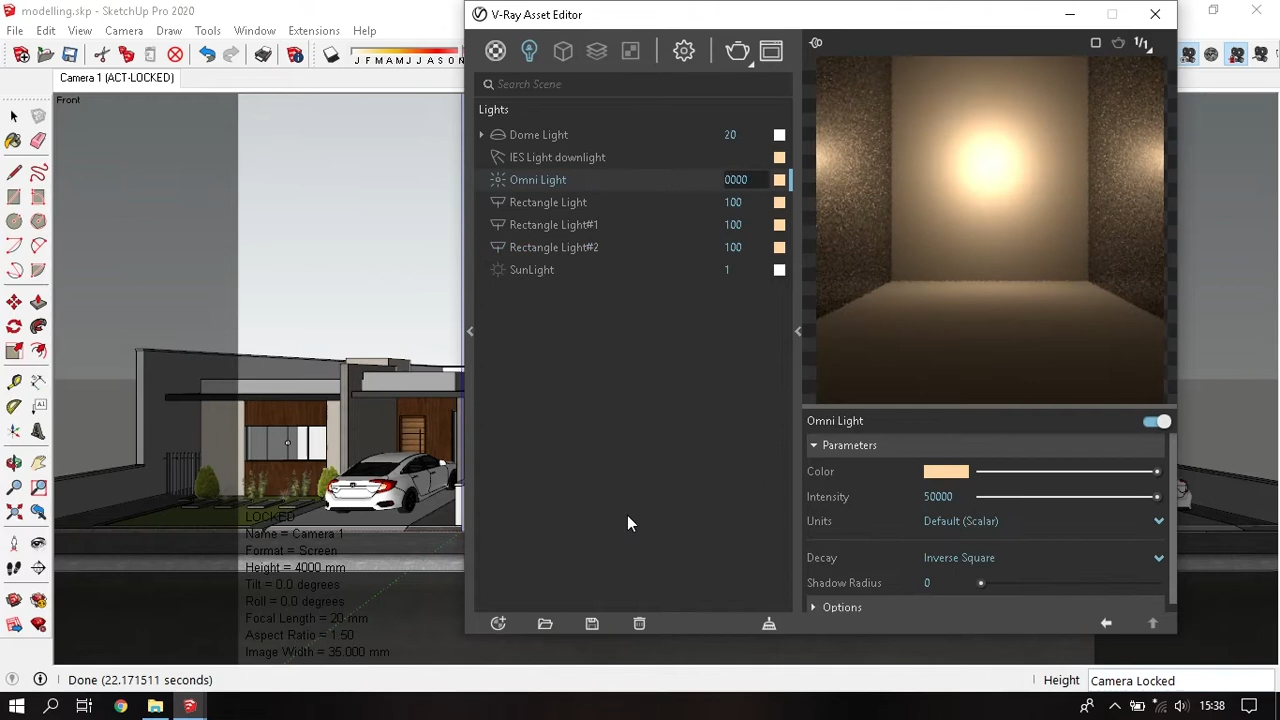 modelling.skp - SketchUp Pro 2020
File
Edit
View
Camera
Draw
Tools
Window
Extensions
Help
J F M A M J J A S O N
Camera 1 (ACT-LOCKED)
Front
LOCKED
Name = Camera 1
Format = Screen
Height = 4000 mm
Tilt = 0.0 degrees
Roll = 0.0 degrees
Focal Length = 20 mm
Aspect Ratio = 1.50
Image Width = 35.000 mm
V-Ray Asset Editor
Search Scene
1/1
Lights
Dome Light 20
IES Light downlight
Omni Light 0000
Rectangle Light 100
Rectangle Light#1 100
Rectangle Light#2 100
SunLight 1
Omni Light
Parameters
Color
Intensity 50000
Units Default (Scalar)
Decay Inverse Square
Shadow Radius 0
Options
Done (22.171511 seconds)
Height Camera Locked
15:38